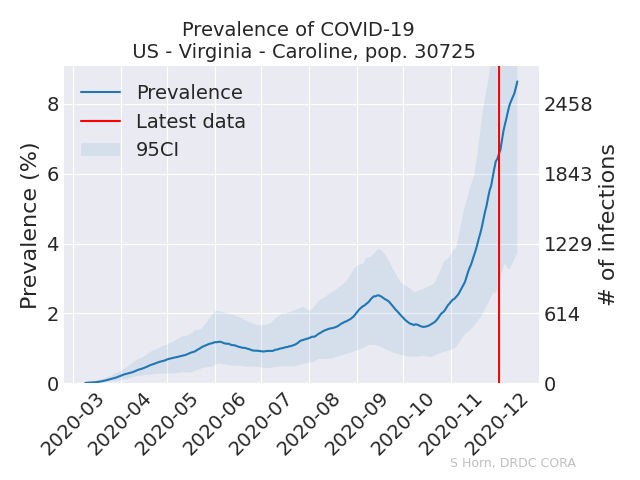 Prevalence of COVID-19
US - Virginia - Caroline, pop. 30725
Prevalence (%)
8
6
4
2
0
Prevalence
Latest data
95CI
2458
1843
1229
614
0
# of infections
2020-03
2020-04
2020-05
2020-06
2020-07
2020-08
2020-09
2020-10
2020-11
2020-12
S Horn, DRDC CORA